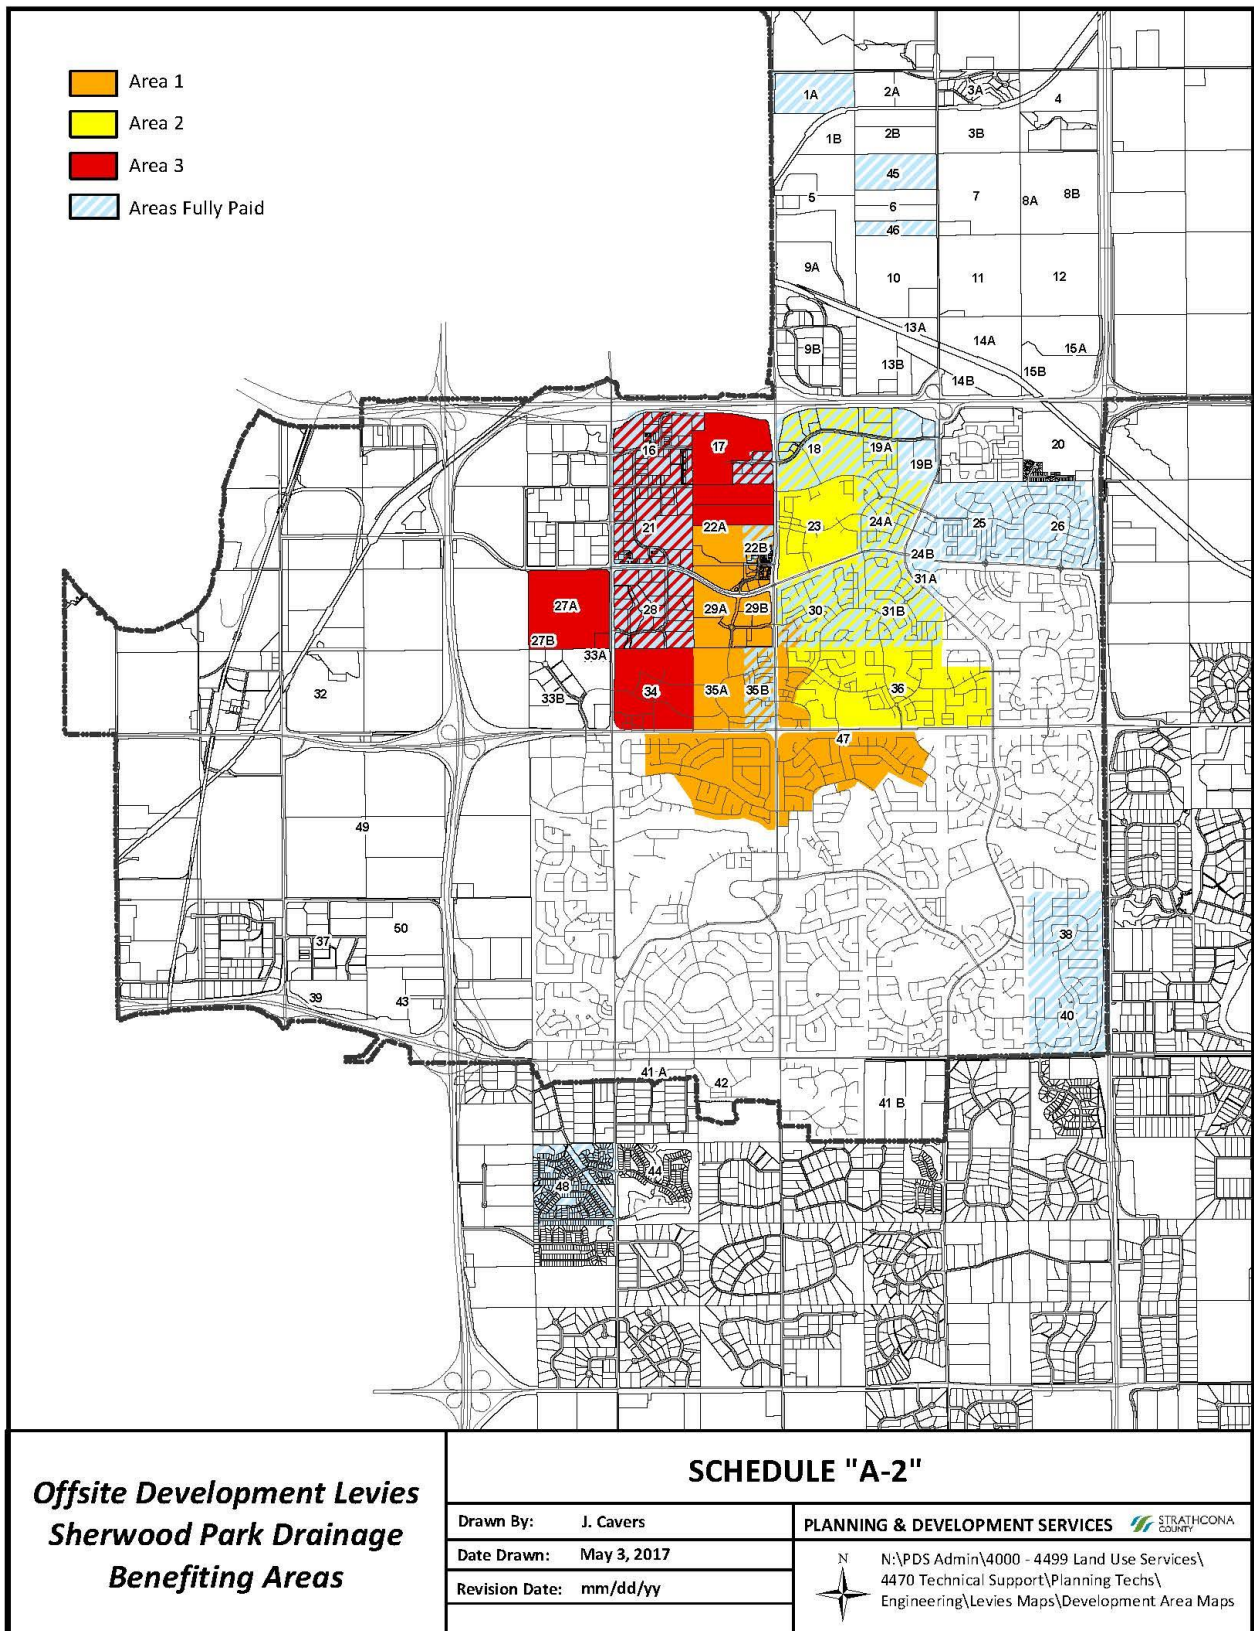 Area 1
Area 2
Area 3
Areas Fully Paid
1A
2A
3A
4
1B
2B
3B
45
5
6
7
8A
8B
46
9A
10
11
12
13A
9B
14A
15A
13B
14B
15B
16
17
18
19A
19B
20
21
22A
22B
23
24A
24B
25
26
27A
27B
28
29A
29B
30
31A
31B
32
33A
33B
34
35A
35B
36
47
49
50
37
39
43
38
40
41 A
42
41 B
48
44
Offsite Development Levies
Sherwood Park Drainage
Benefiting Areas
SCHEDULE "A-2"
Drawn By: J. Cavers
Date Drawn: May 3, 2017
Revision Date: mm/dd/yy
PLANNING & DEVELOPMENT SERVICES
STRATHCONA
COUNTY
N
N:\PDS Admin\4000 - 4499 Land Use Services\
4470 Technical Support\Planning Techs\
Engineering\Levies Maps\Development Area Maps